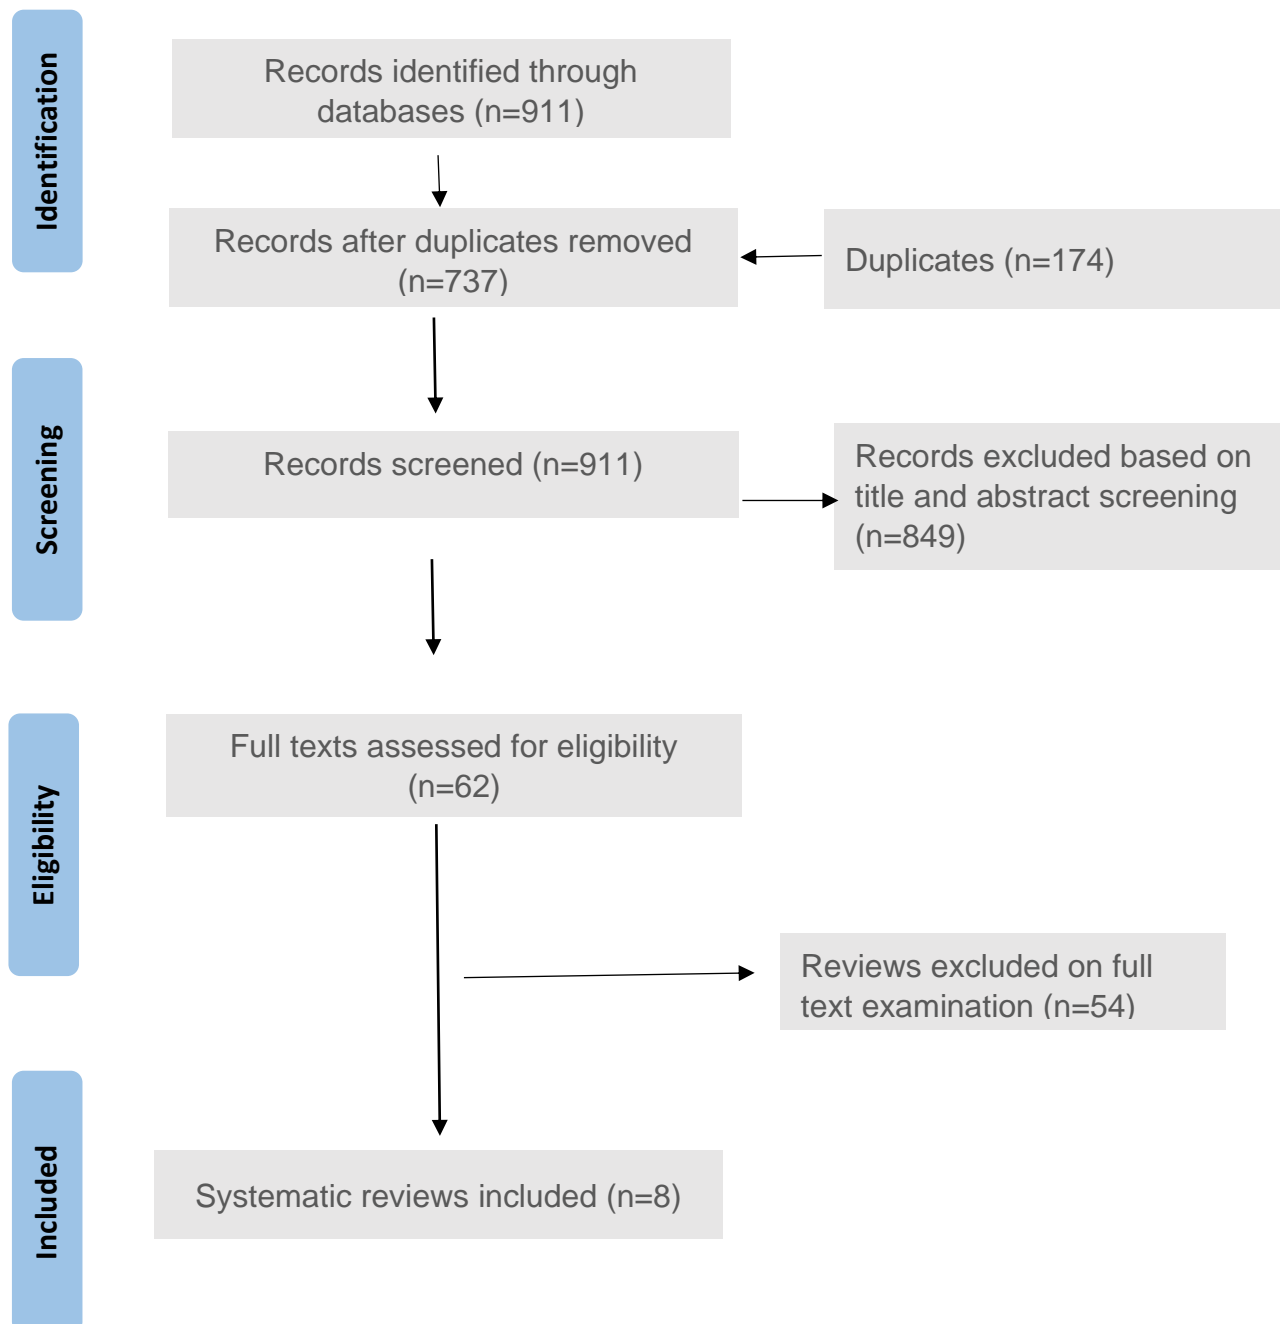 Identification
Records identified through
databases (n=911)
Records after duplicates removed
(n=737)
Duplicates (n=174)
Screening
Records screened (n=911)
Records excluded based on
title and abstract screening
(n=849)
Eligibility
Full texts assessed for eligibility
(n=62)
Reviews excluded on full
text examination (n=54)
Included
Systematic reviews included (n=8)